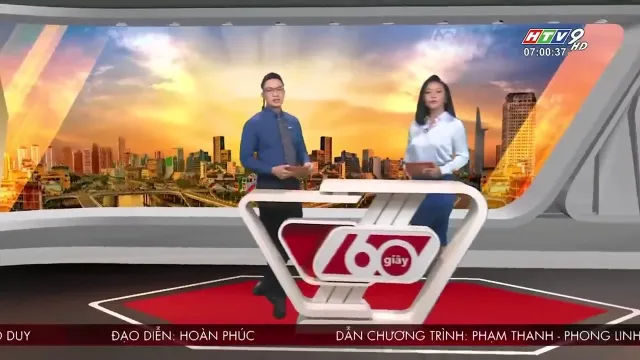 HTV9
HD
07:00:37
60
giây
DUY ĐẠO DIỄN: HOÀN PHÚC DẪN CHƯƠNG TRÌNH: PHẠM THANH - PHONG LINH